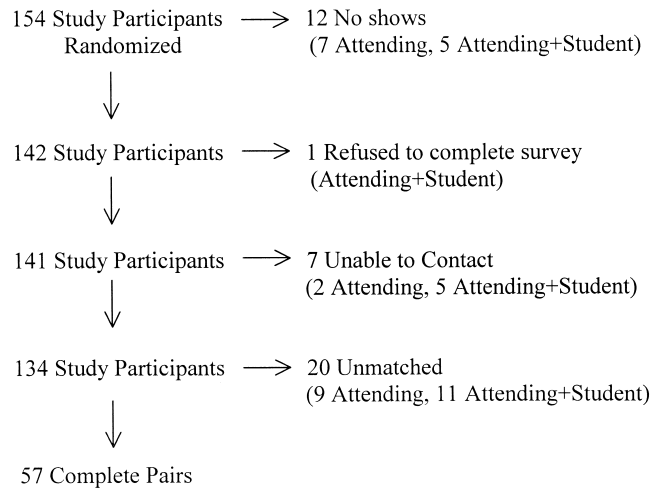 154 Study Participants
Randomized
12 No shows
(7 Attending, 5 Attending+Student)
142 Study Participants
1 Refused to complete survey
(Attending+Student)
141 Study Participants
7 Unable to Contact
(2 Attending, 5 Attending+Student)
134 Study Participants
20 Unmatched
(9 Attending, 11 Attending+Student)
57 Complete Pairs